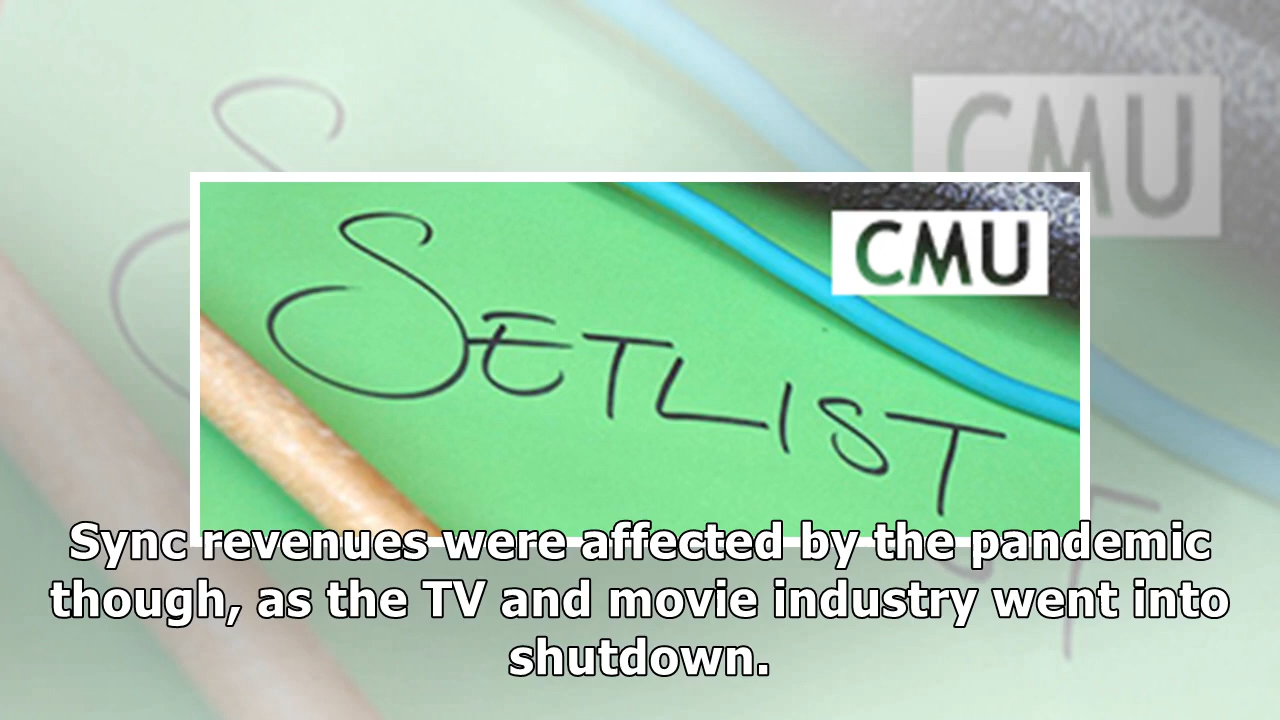 CMU
CMU
SETLIST
Sync revenues were affected by the pandemic
though, as the TV and movie industry went into
shutdown.